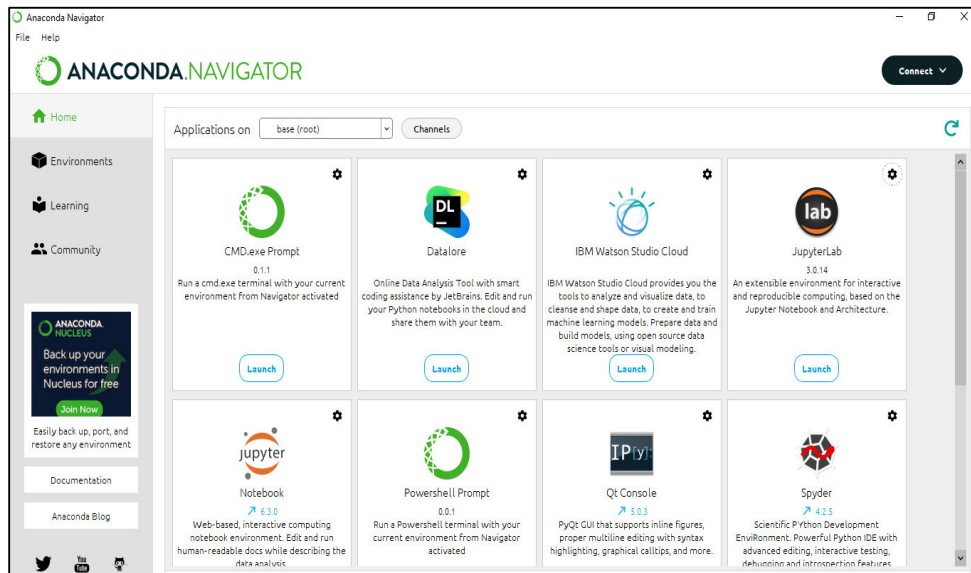 Anaconda Navigator
File Help
ANACONDA.NAVIGATOR
Connect
Home
Environments
Learning
Community
ANACONDA.
NUCLEUS
Back up your
environments in
Nucleus for free
Join Now
Easily back up, port, and
restore any environment
Documentation
Anaconda Blog
You
Tube
Applications on base (root) Channels
CMD.exe Prompt
0.1.1
Run a cmd.exe terminal with your current
environment from Navigator activated
Launch
DL
Datalore
Online Data Analysis Tool with smart
coding assistance by JetBrains. Edit and run
your Python notebooks in the cloud and
share them with your team.
Launch
IBM Watson Studio Cloud
IBM Watson Studio Cloud provides you the
tools to analyze and visualize data, to
cleanse and shape data, to create and train
machine learning models. Prepare data and
build models, using open source data
science tools or visual modeling.
Launch
lab
JupyterLab
3.0.14
An extensible environment for interactive
and reproducible computing, based on the
Jupyter Notebook and Architecture.
Launch
jupyter
Notebook
6.3.0
Web-based, interactive computing
notebook environment. Edit and run
human-readable docs while describing the
data analysis.
Powershell Prompt
0.0.1
Run a Powershell terminal with your
current environment from Navigator
activated
IP[y]:
Qt Console
5.0.3
PyQt GUI that supports inline figures,
proper multiline editing with syntax
highlighting, graphical calltips, and more.
Spyder
4.2.5
Scientific PYthon Development
EnviRonment. Powerful Python IDE with
advanced editing, interactive testing,
debugging and introspection features